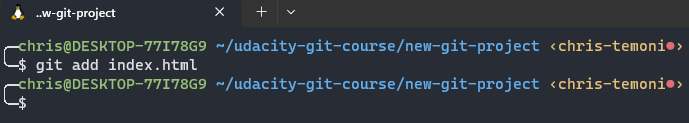 ..w-git-project
chris@DESKTOP-77I78G9 ~/udacity-git-course/new-git-project ‹chris-temoni●›
$ git add index.html
chris@DESKTOP-77I78G9 ~/udacity-git-course/new-git-project ‹chris-temoni●›
$